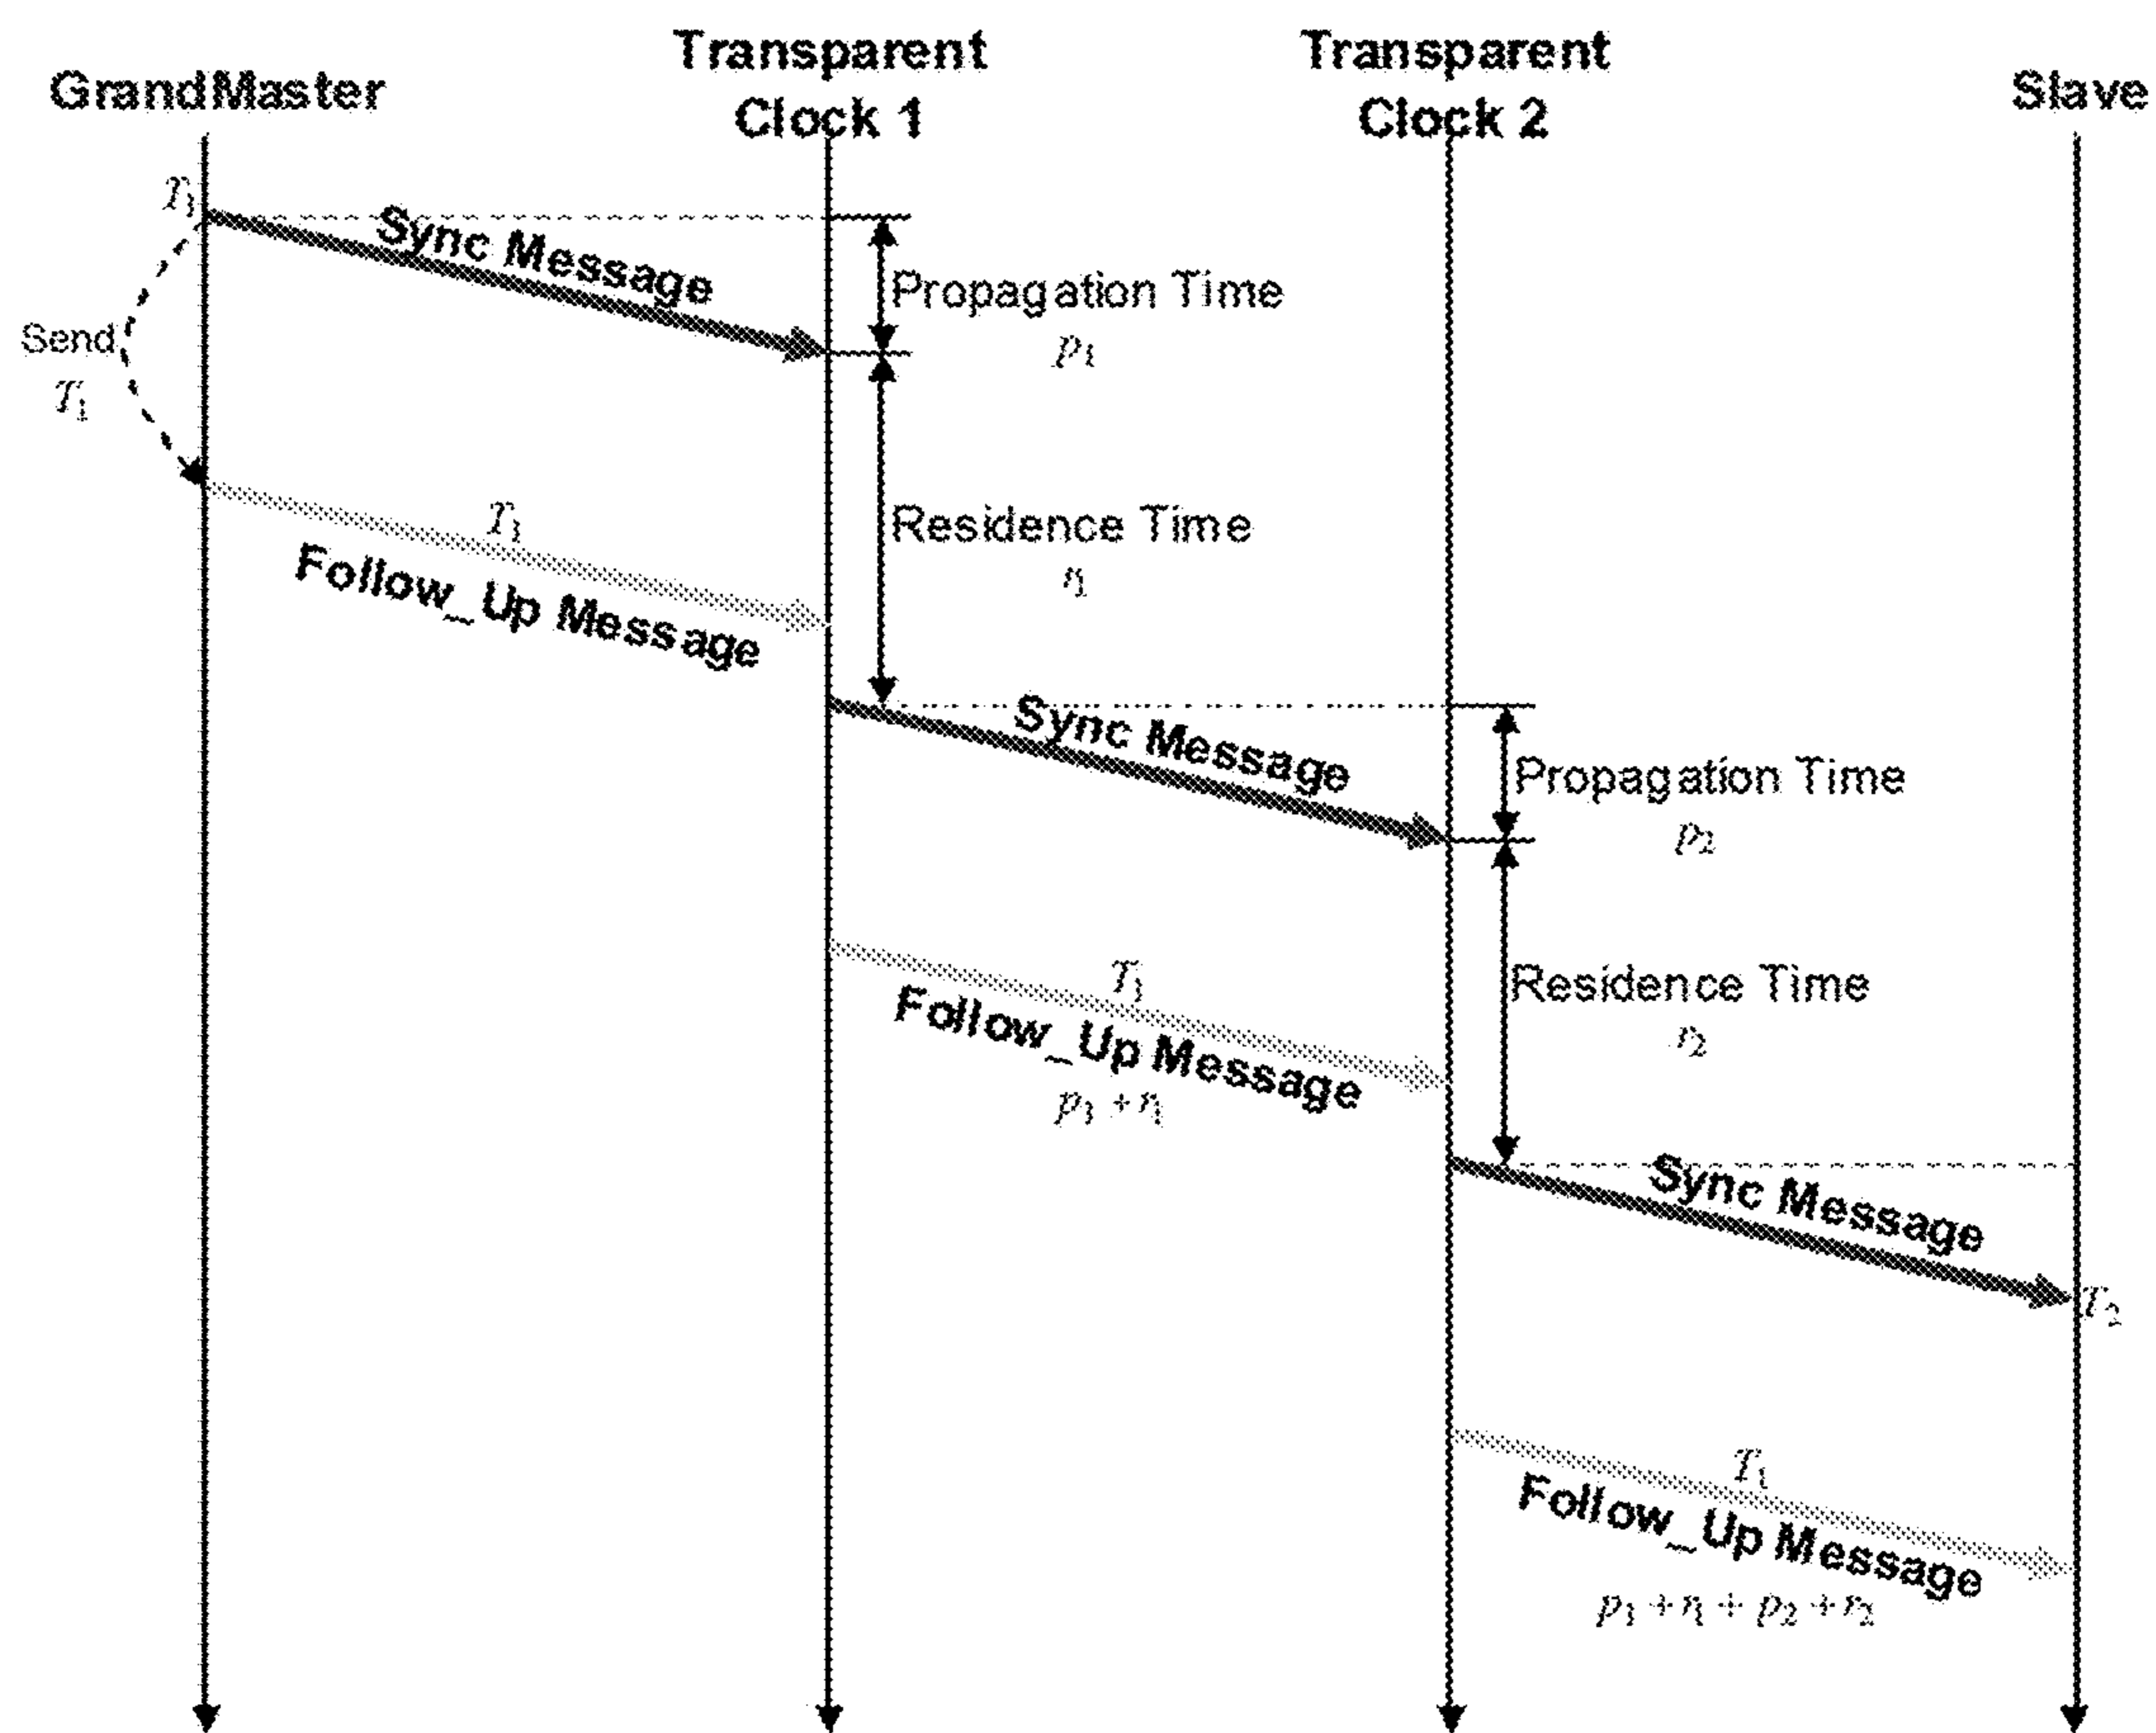 GrandMaster
Transparent
Clock 1
Transparent
Clock 2
Slave
T₁
Sync Message
Propagation Time
p₁
Send
T₁
Residence Time
r₁
T₁
Follow_Up Message
Sync Message
Propagation Time
p₂
Residence Time
r₂
T₁
Follow_Up Message
p₁ + r₁
Sync Message
T₂
T₁
Follow_Up Message
p₁ + r₁ + p₂ + r₂